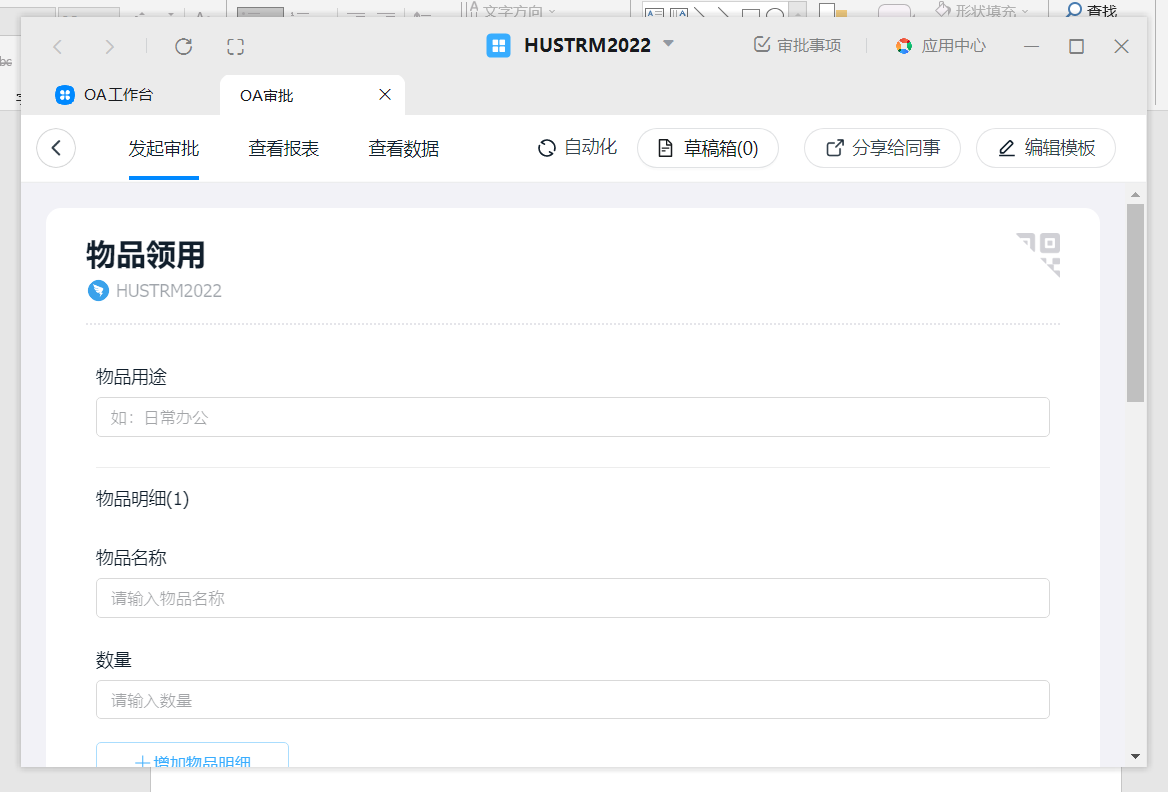 文字方向
形状填充
查找
HUSTRM2022
审批事项
应用中心
OA工作台
OA审批
发起审批
查看报表
查看数据
自动化
草稿箱(0)
分享给同事
编辑模板
物品领用
HUSTRM2022
物品用途
如：日常办公
物品明细(1)
物品名称
请输入物品名称
数量
请输入数量
增加物品明细